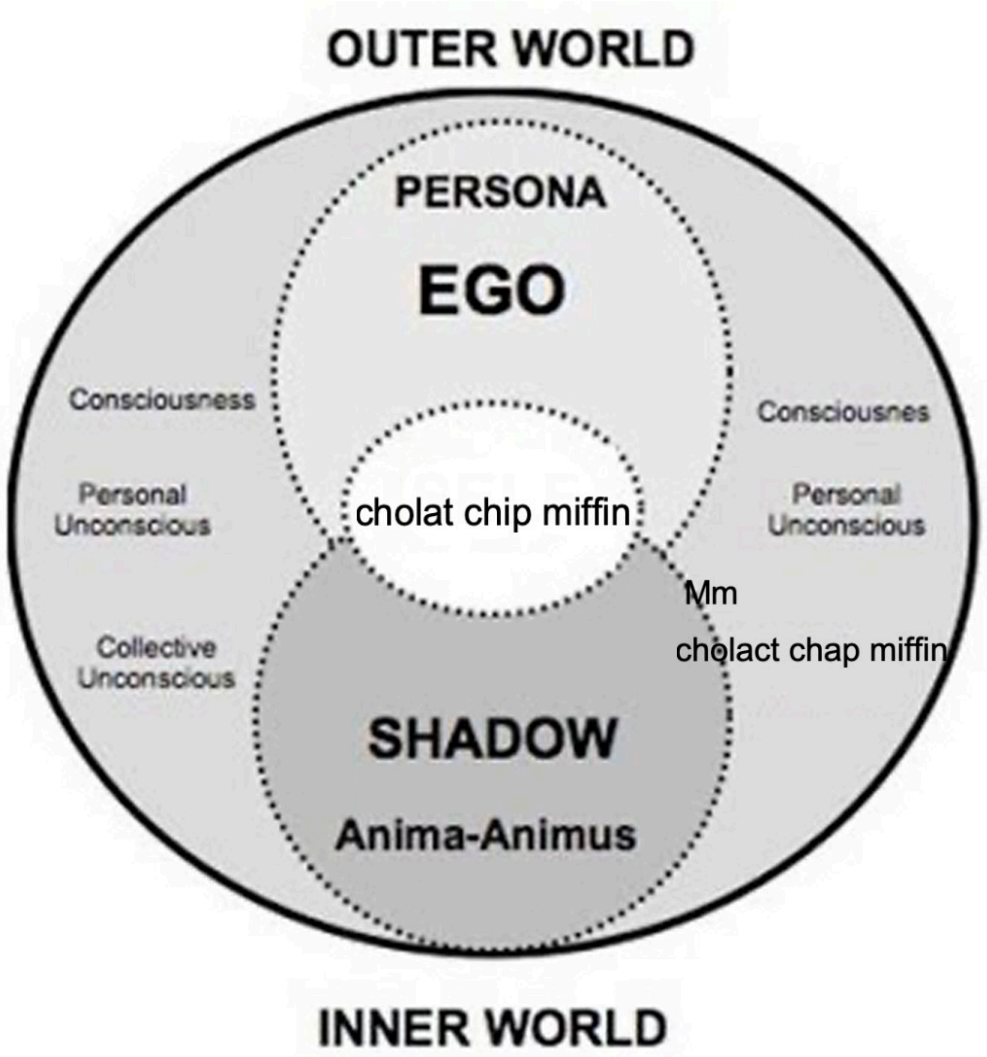 OUTER WORLD
PERSONA
EGO
Consciousness
Consciousnes
Personal
Unconscious
Personal
Unconscious
cholat chip miffin
Mm
cholact chap miffin
Collective
Unconscious
SHADOW
Anima-Animus
INNER WORLD